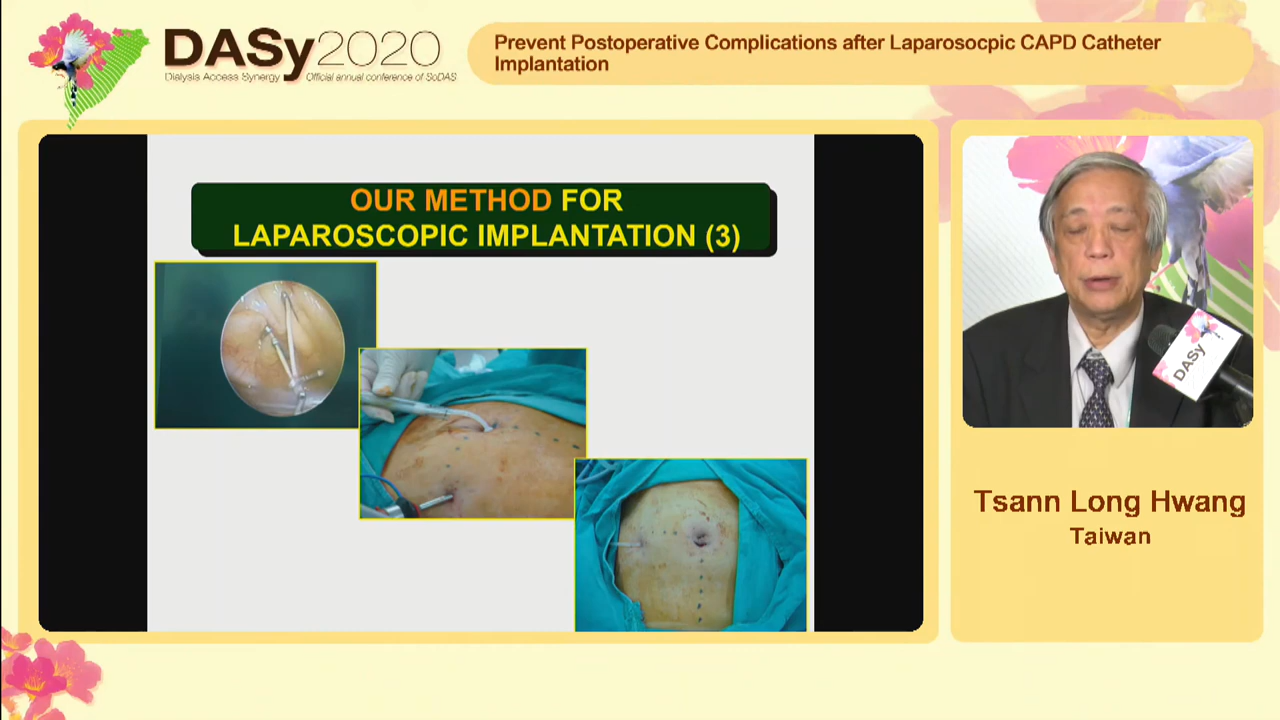 DASy2020
Dialysis Access Synergy Official annual conference of SoDAS
Prevent Postoperative Complications after Laparosocpic CAPD Catheter
Implantation
OUR METHOD FOR
LAPAROSCOPIC IMPLANTATION (3)
DASy
Tsann Long Hwang
Taiwan